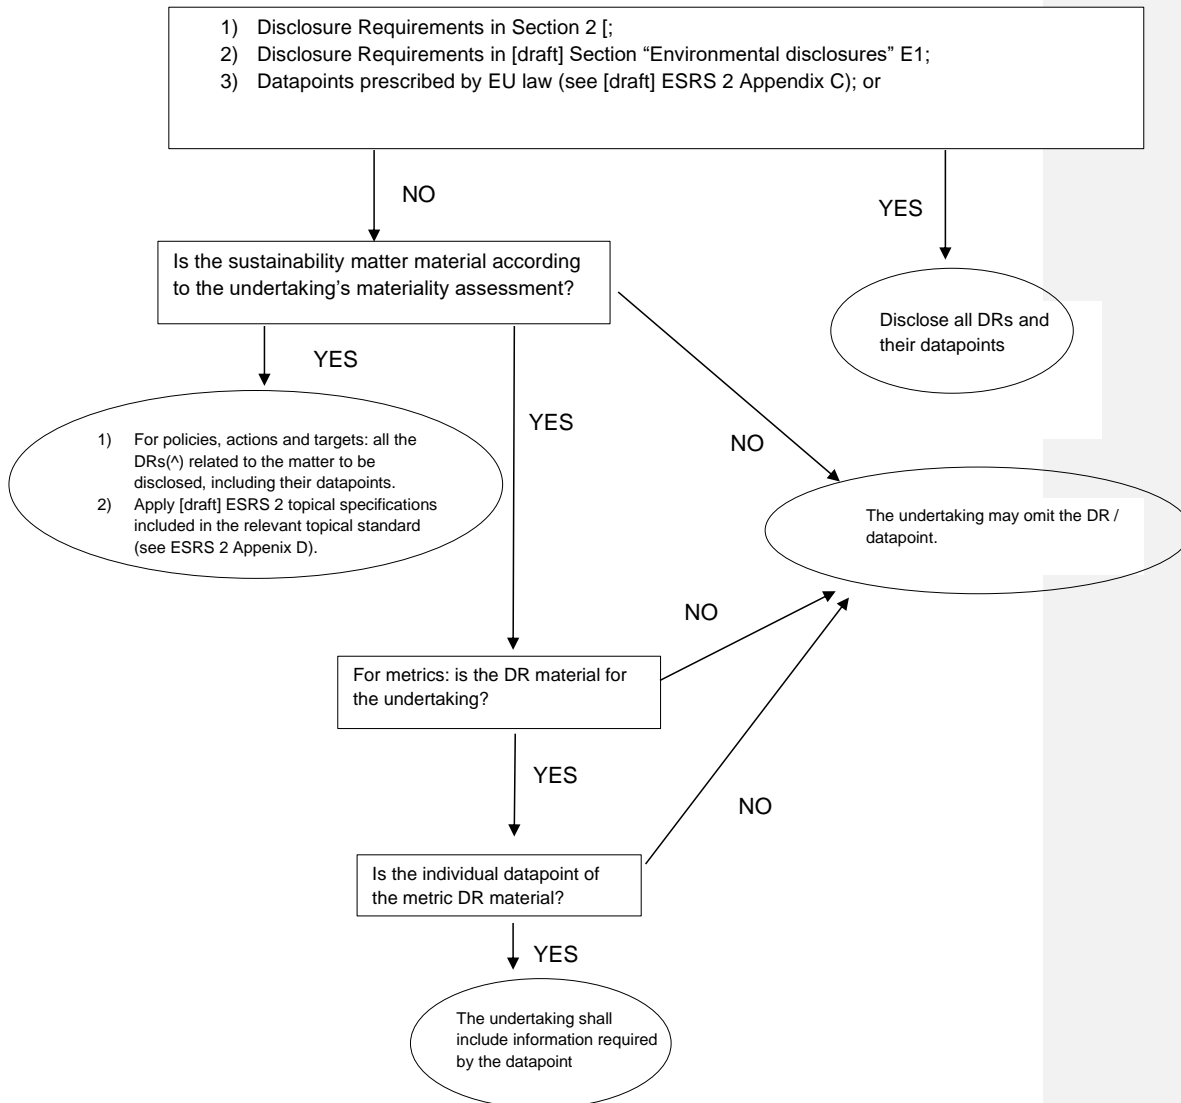 1) Disclosure Requirements in Section 2 [;
2) Disclosure Requirements in [draft] Section “Environmental disclosures” E1;
3) Datapoints prescribed by EU law (see [draft] ESRS 2 Appendix C); or
NO
YES
Is the sustainability matter material according
to the undertaking’s materiality assessment?
Disclose all DRs and
their datapoints
YES
YES
NO
1) For policies, actions and targets: all the
DRs(^) related to the matter to be
disclosed, including their datapoints.
2) Apply [draft] ESRS 2 topical specifications
included in the relevant topical standard
(see ESRS 2 Appenix D).
The undertaking may omit the DR /
datapoint.
NO
For metrics: is the DR material for
the undertaking?
YES
NO
Is the individual datapoint of
the metric DR material?
YES
The undertaking shall
include information required
by the datapoint